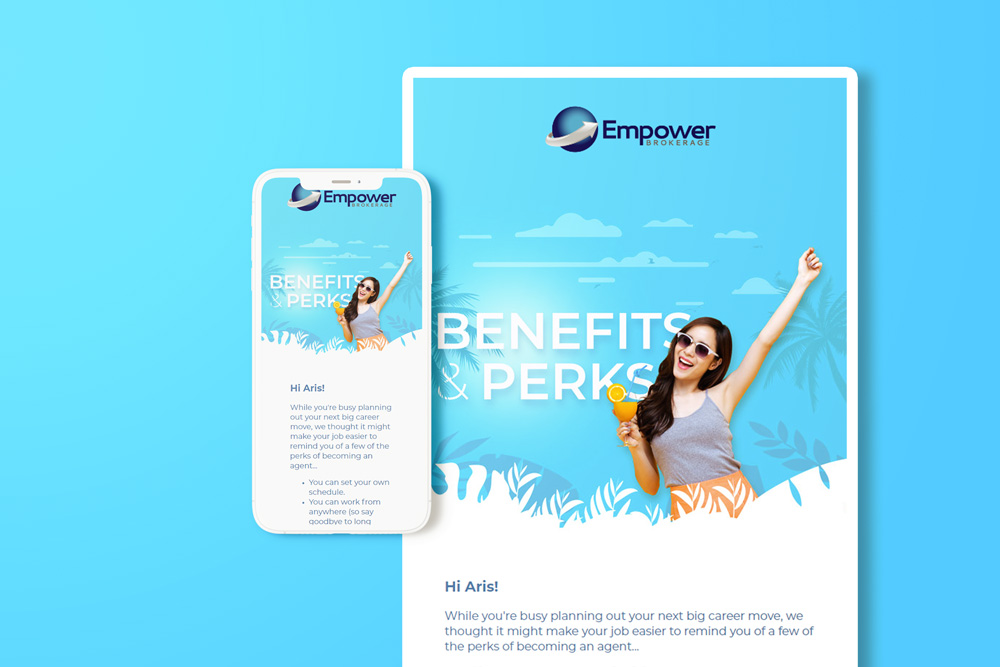 Empower
BROKERAGE
BENEFITS
& PERKS
Hi Aris!
While you're busy planning
out your next big career
move, we thought it might
make your job easier to
remind you of a few of the
perks of becoming an
agent...
• You can set your own
schedule.
• You can work from
anywhere (so say
goodbye to long
Empower
BROKERAGE
BENEFITS
& PERKS
Hi Aris!
While you're busy planning out your next big career move, we
thought it might make your job easier to remind you of a few of
the perks of becoming an agent...